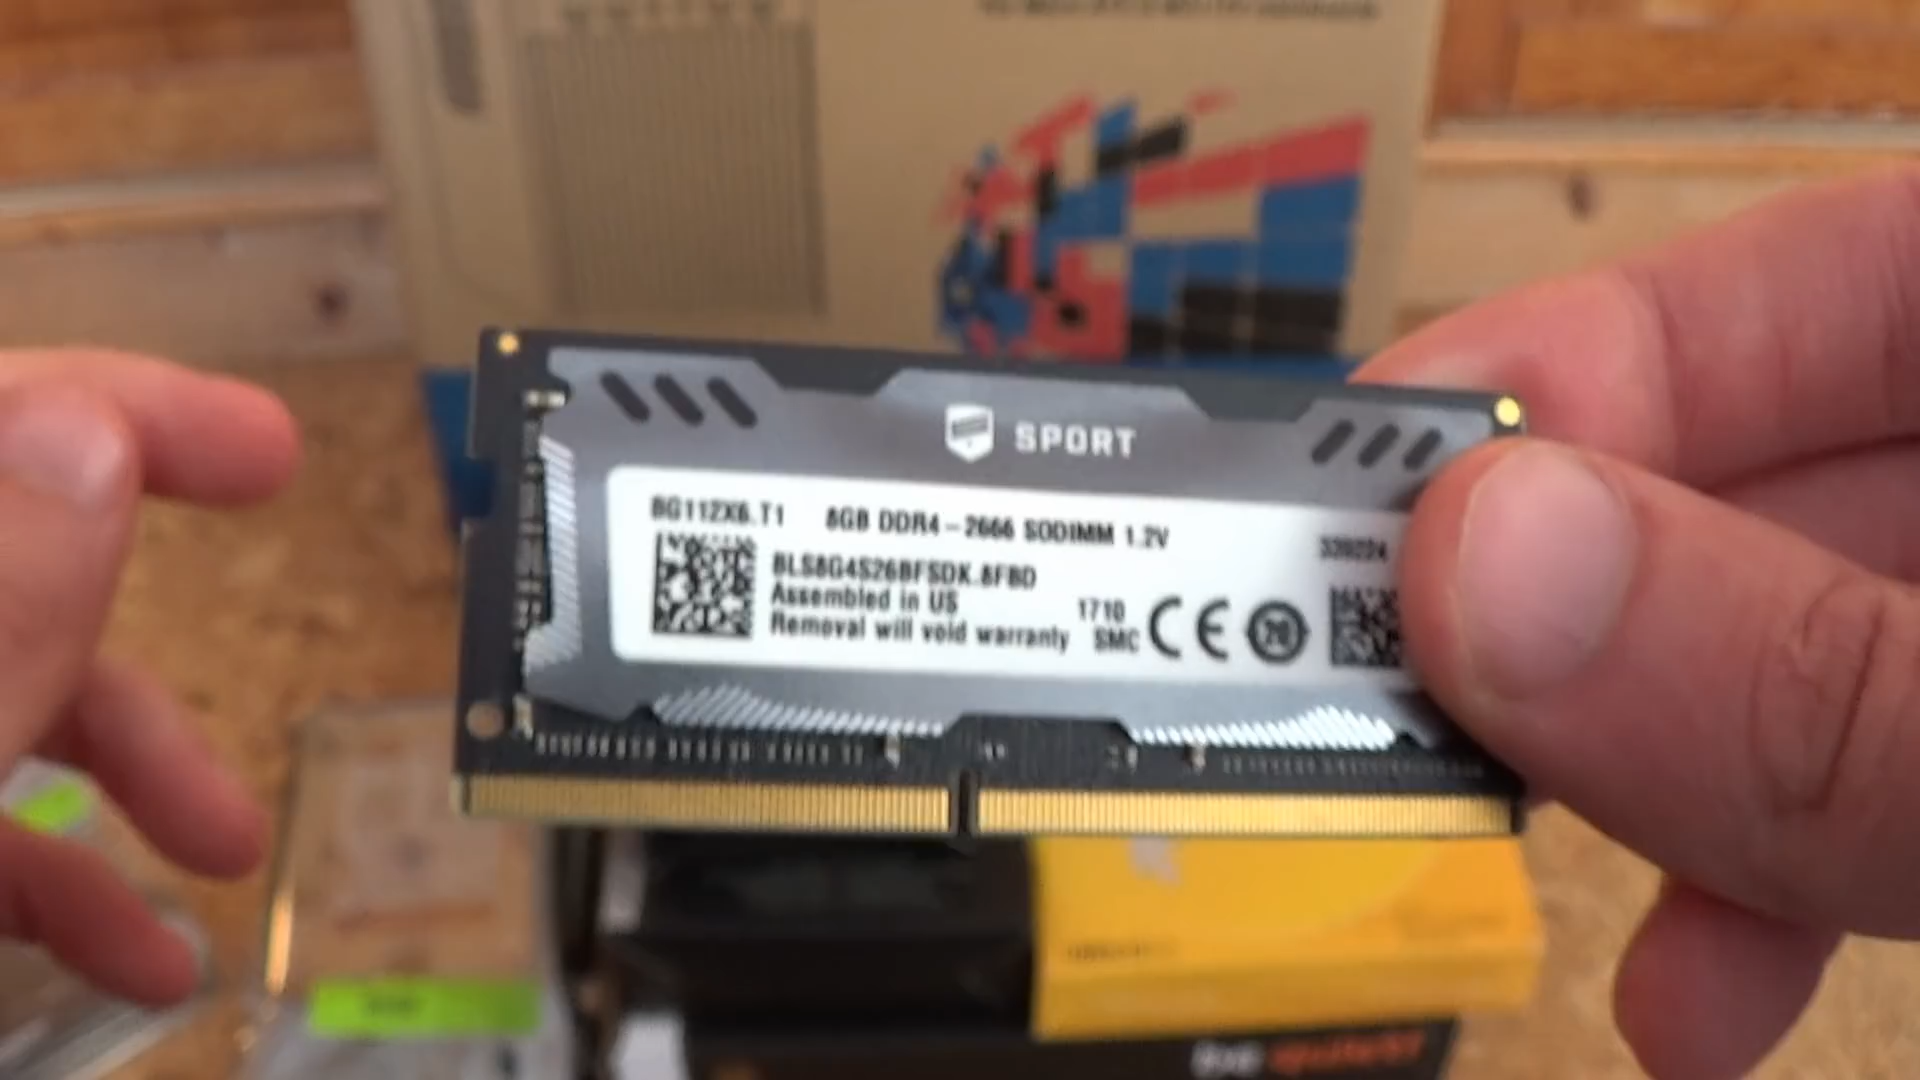 SPORT
BG112X6.T1 8GB DDR4-2666 SODIMM 1.2V
BLS8G4S26BFSDK.8FBD
Assembled in US
1710
Removal will void warranty SMC CE
20